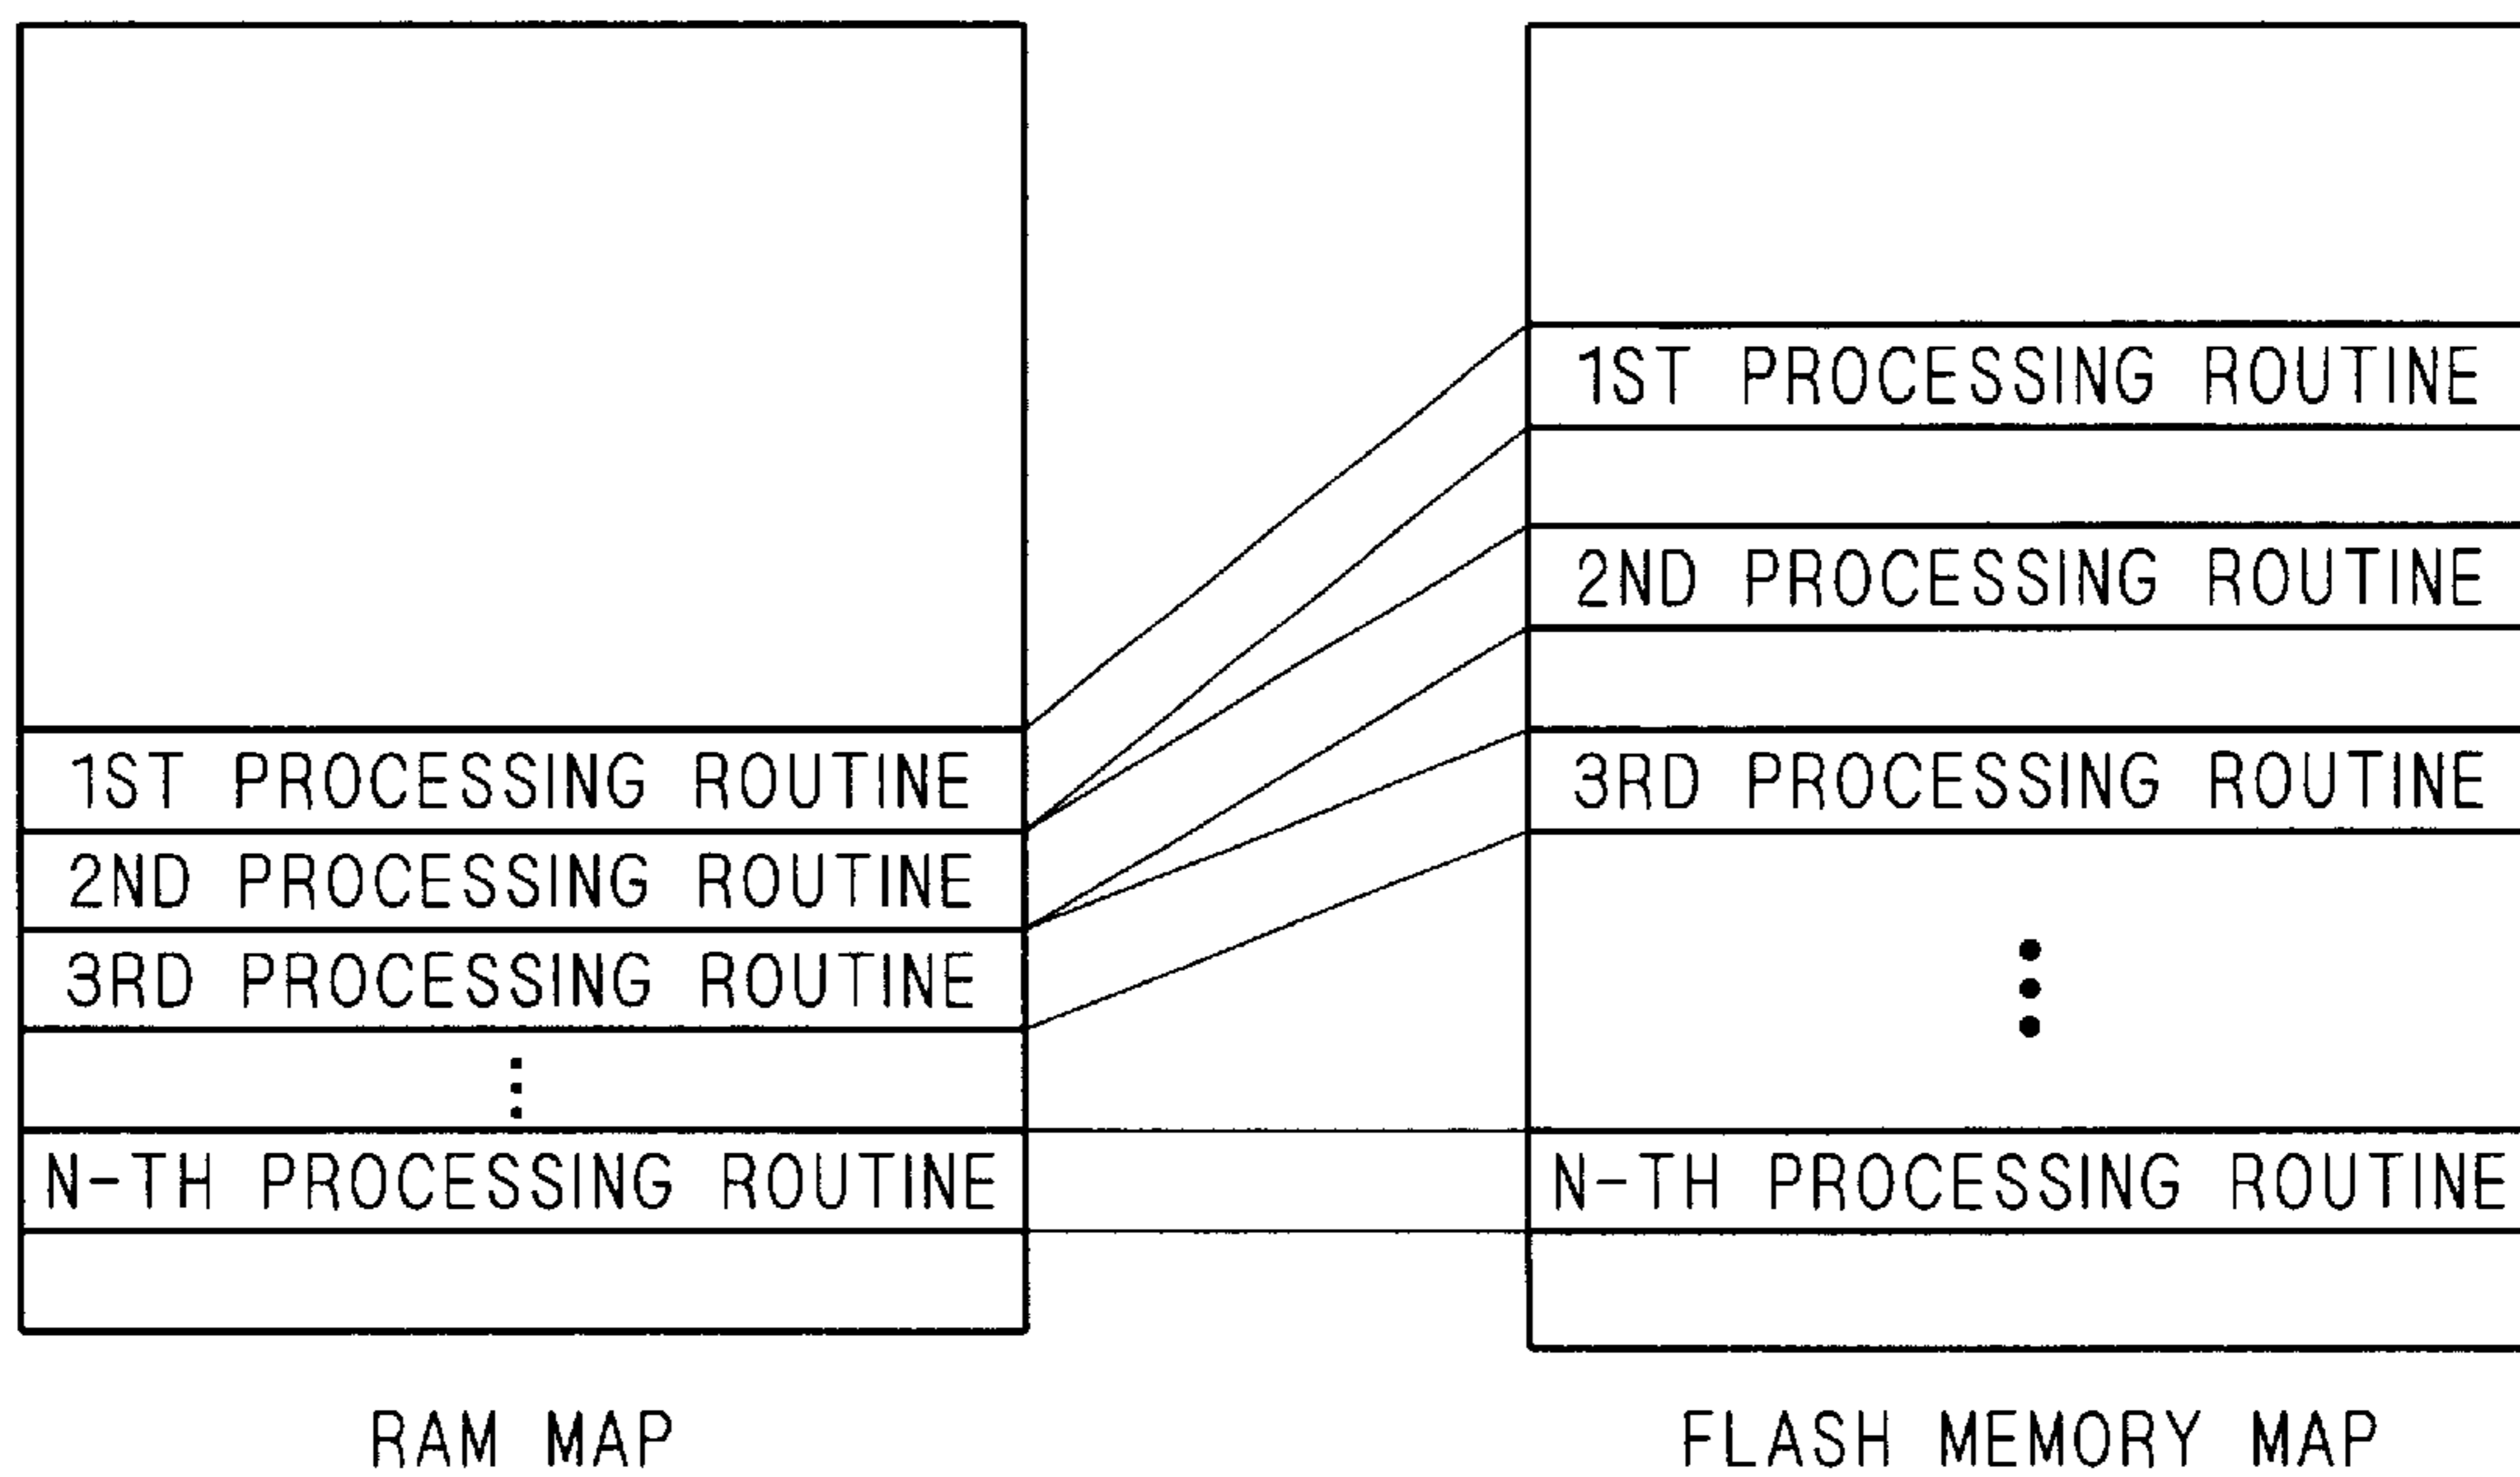 1ST PROCESSING ROUTINE
2ND PROCESSING ROUTINE
3RD PROCESSING ROUTINE
N-TH PROCESSING ROUTINE
RAM MAP
1ST PROCESSING ROUTINE
2ND PROCESSING ROUTINE
3RD PROCESSING ROUTINE
N-TH PROCESSING ROUTINE
FLASH MEMORY MAP